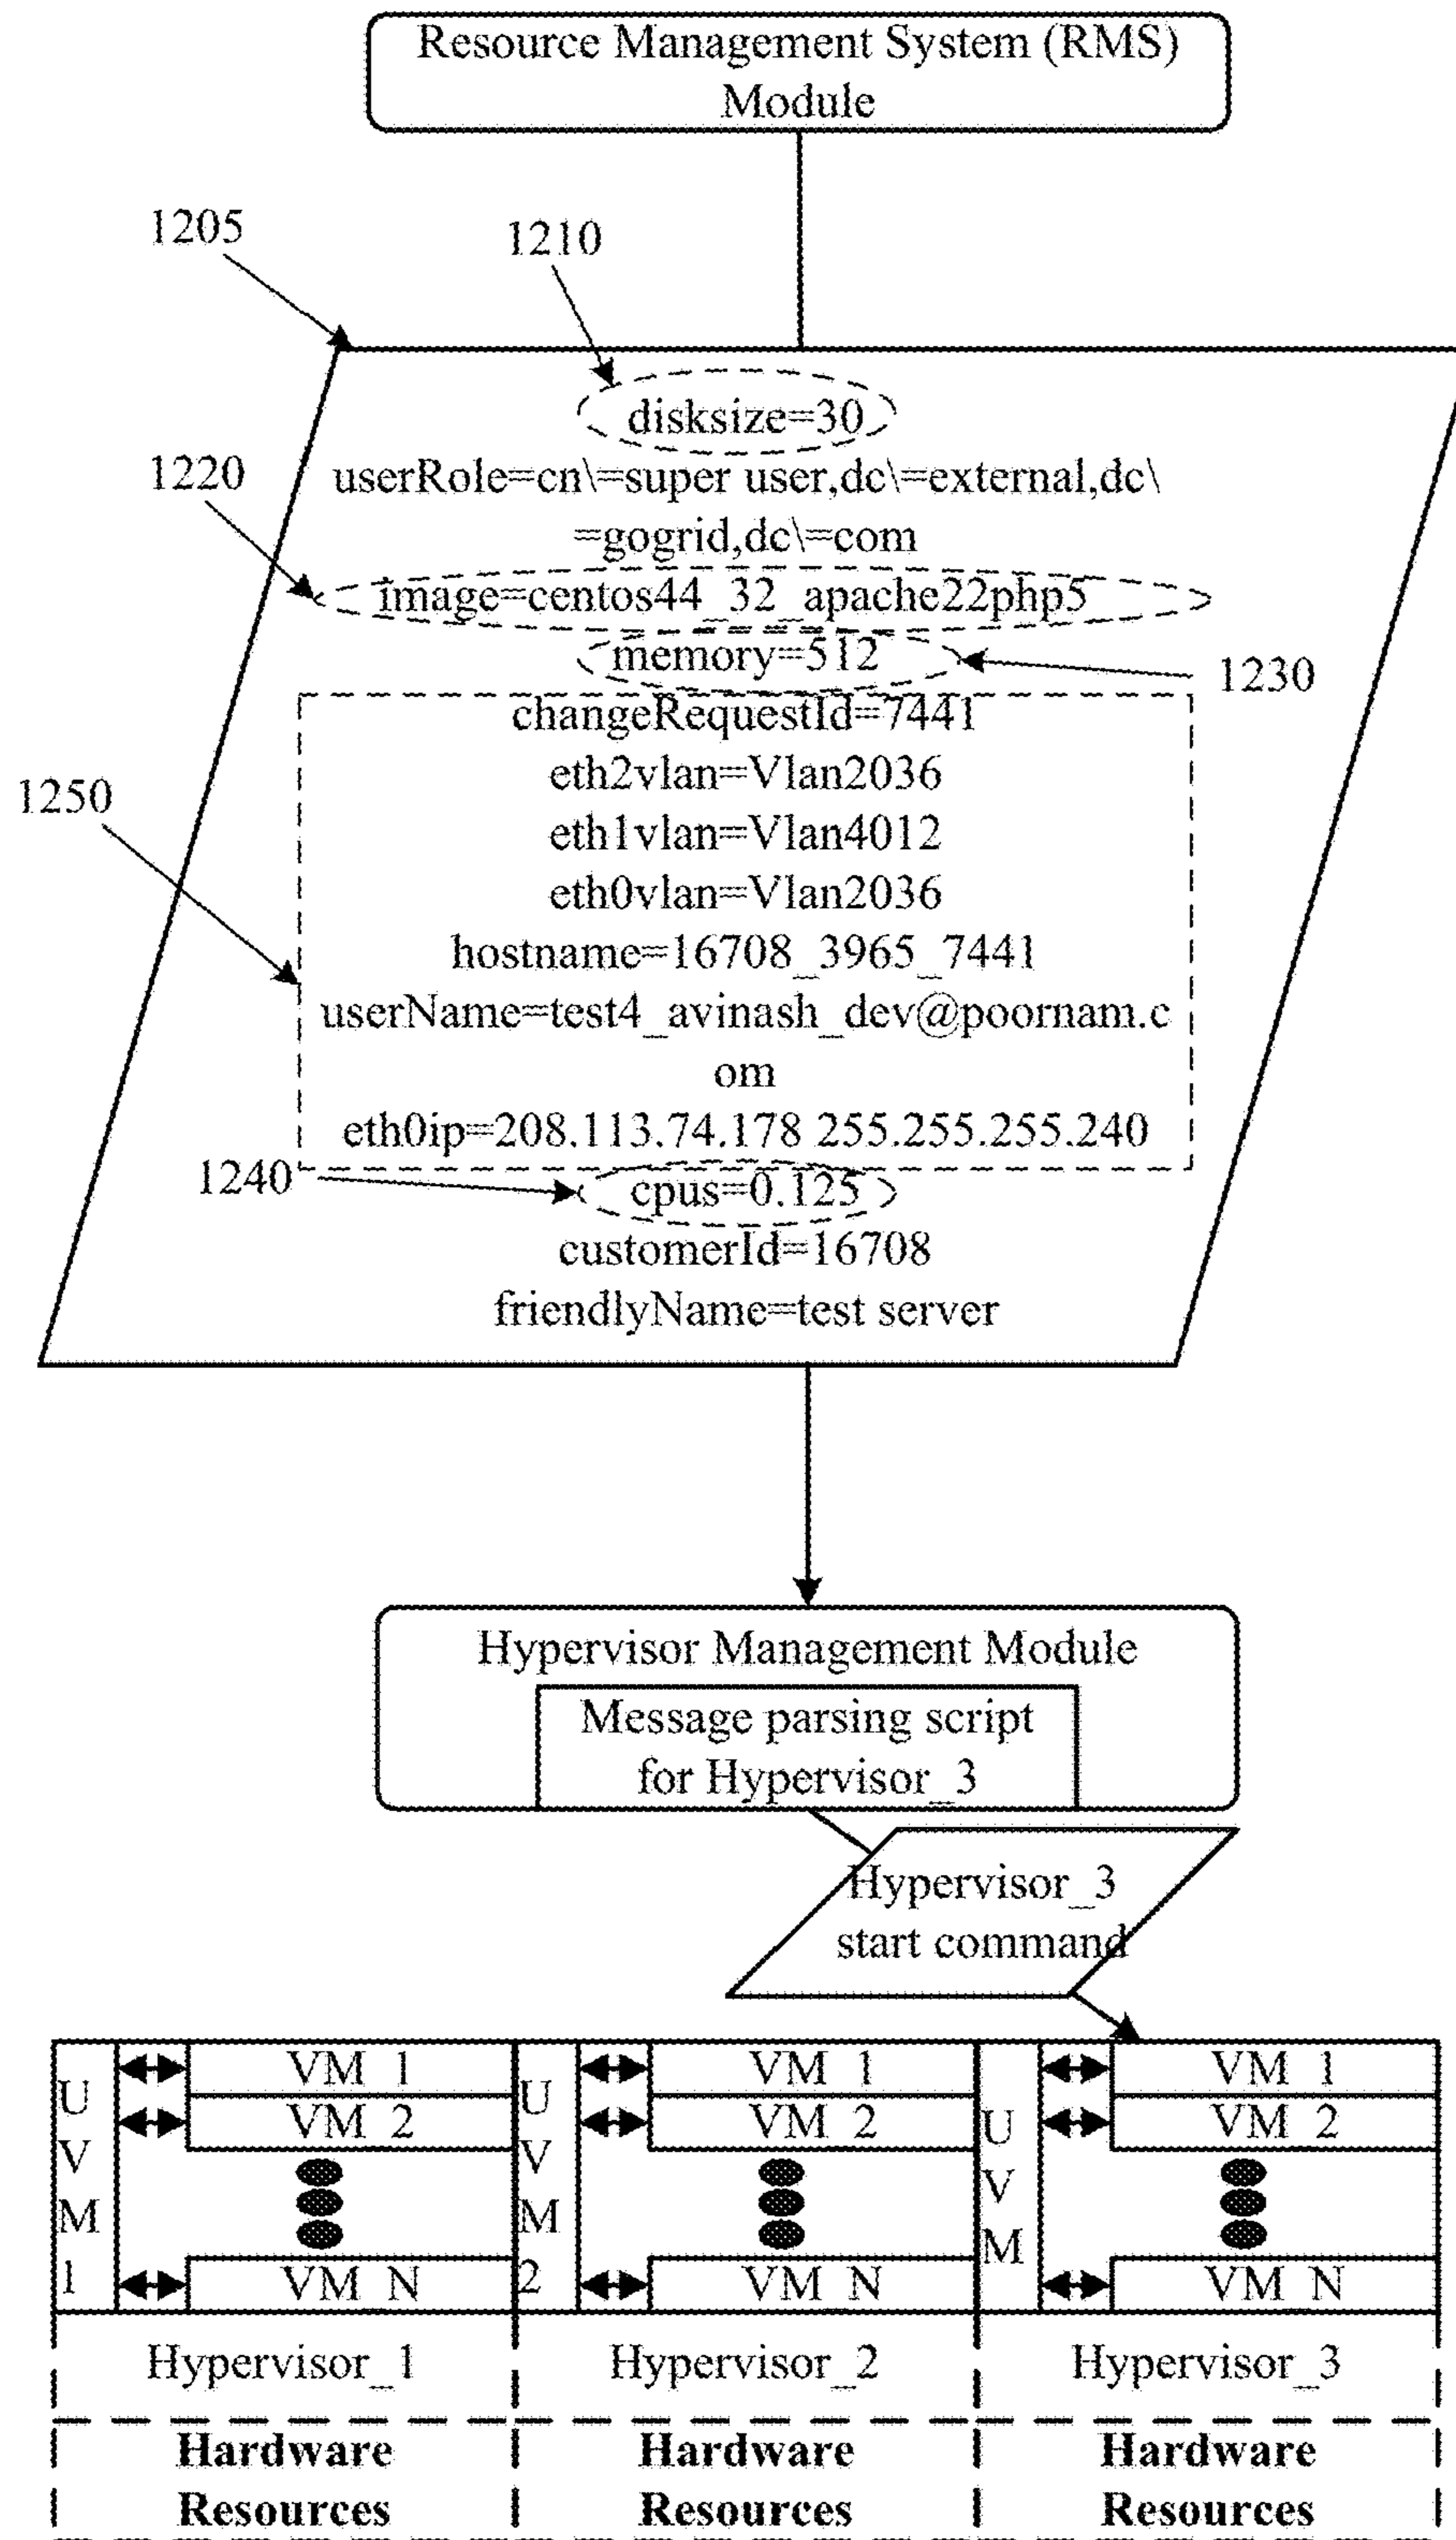 Resource Management System (RMS)
Module
1205
1210
disksize=30
1220
userRole=cn\=super user,dc\=external,dc\
=gogrid,dc\=com
image=centos44_32_apache22php5
memory=512
1230
changeRequestId=7441
eth2vlan=Vlan2036
1250
eth1vlan=Vlan4012
eth0vlan=Vlan2036
hostname=16708_3965_7441
userName=test4_avinash_dev@poornam.c
om
eth0ip=208.113.74.178 255.255.255.240
1240
cpus=0.125
customerId=16708
friendlyName=test server
Hypervisor Management Module
Message parsing script
for Hypervisor_3
Hypervisor_3
start command
U
V
M
1
VM_1
VM_2
VM_N
U
V
M
2
VM_1
VM_2
VM_N
U
V
M
VM_1
VM_2
VM_N
Hypervisor_1
Hypervisor_2
Hypervisor_3
Hardware
Resources
Hardware
Resources
Hardware
Resources